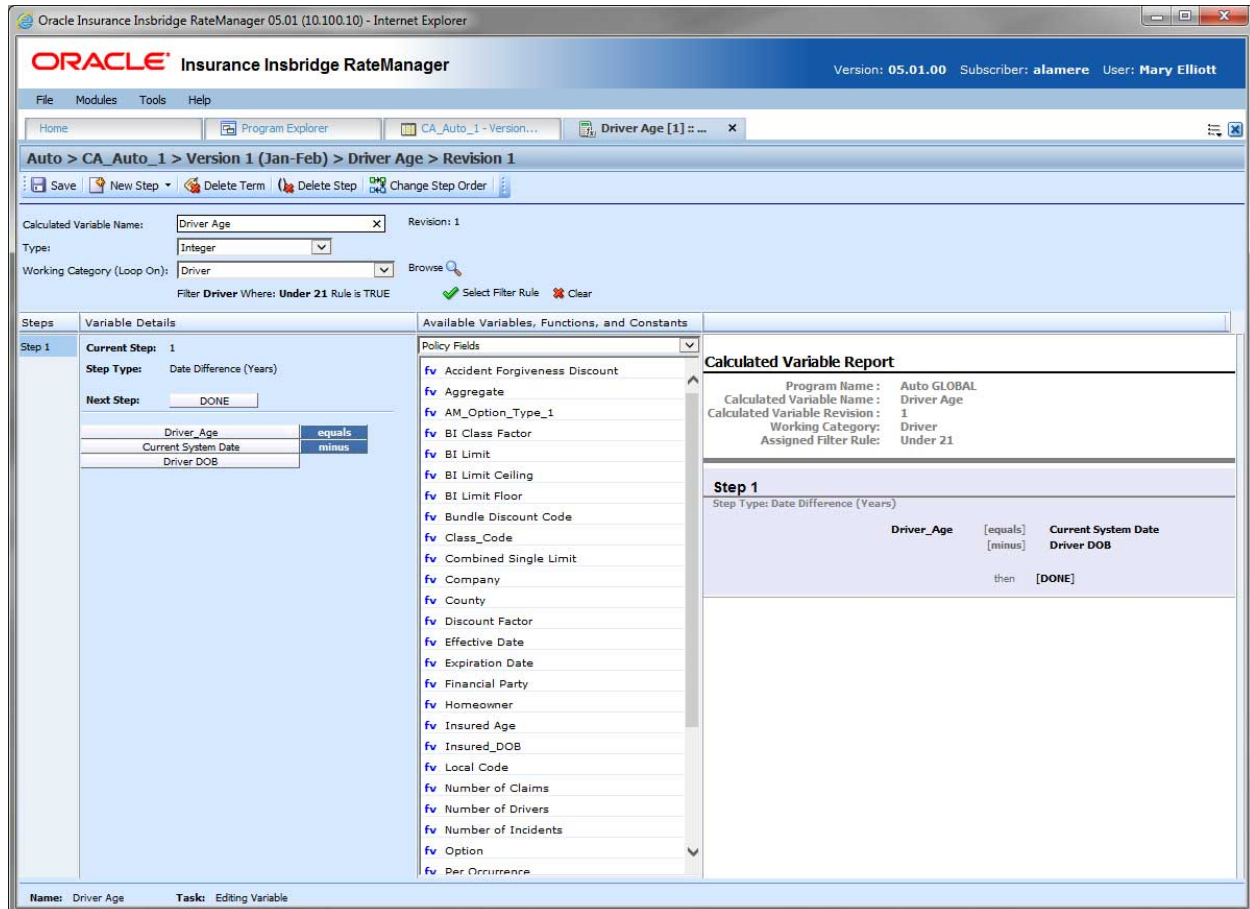 Oracle Insurance Insbridge RateManager 05.01 (10.100.10) - Internet Explorer
ORACLE® Insurance Insbridge RateManager
Version: 05.01.00 Subscriber: alamere User: Mary Elliott
File Modules Tools Help
Home Program Explorer CA_Auto_1 - Version... Driver Age [1] :: ...
Auto > CA_Auto_1 > Version 1 (Jan-Feb) > Driver Age > Revision 1
Save New Step Delete Term Delete Step Change Step Order
Calculated Variable Name: Driver Age Revision: 1
Type: Integer
Working Category (Loop On): Driver Browse
Filter Driver Where: Under 21 Rule is TRUE Select Filter Rule Clear
Steps Variable Details Available Variables, Functions, and Constants
Step 1
Current Step: 1
Step Type: Date Difference (Years)
Next Step: DONE
Driver_Age equals
Current System Date minus
Driver DOB
Policy Fields
fv Accident Forgiveness Discount
fv Aggregate
fv AM_Option_Type_1
fv BI Class Factor
fv BI Limit
fv BI Limit Ceiling
fv BI Limit Floor
fv Bundle Discount Code
fv Class_Code
fv Combined Single Limit
fv Company
fv County
fv Discount Factor
fv Effective Date
fv Expiration Date
fv Financial Party
fv Homeowner
fv Insured Age
fv Insured_DOB
fv Local Code
fv Number of Claims
fv Number of Drivers
fv Number of Incidents
fv Option
fv Per Occurrence
Calculated Variable Report
Program Name : Auto GLOBAL
Calculated Variable Name : Driver Age
Calculated Variable Revision : 1
Working Category: Driver
Assigned Filter Rule: Under 21
Step 1
Step Type: Date Difference (Years)
Driver_Age [equals] Current System Date
[minus] Driver DOB
then [DONE]
Name: Driver Age Task: Editing Variable